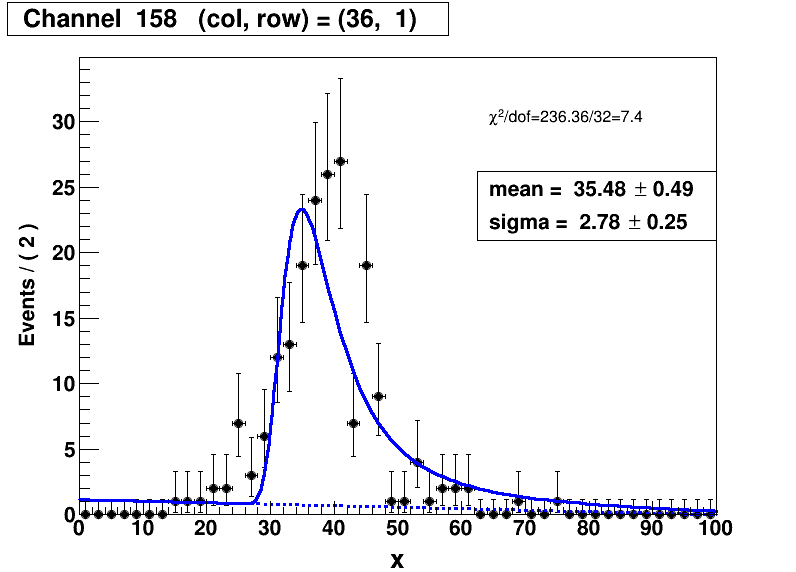 Channel 158 (col, row) = (36, 1)
χ²/dof=236.36/32=7.4
mean = 35.48 ± 0.49
sigma = 2.78 ± 0.25
Events / ( 2 )
30
25
20
15
10
5
0
0 10 20 30 40 50 60 70 80 90 100
x